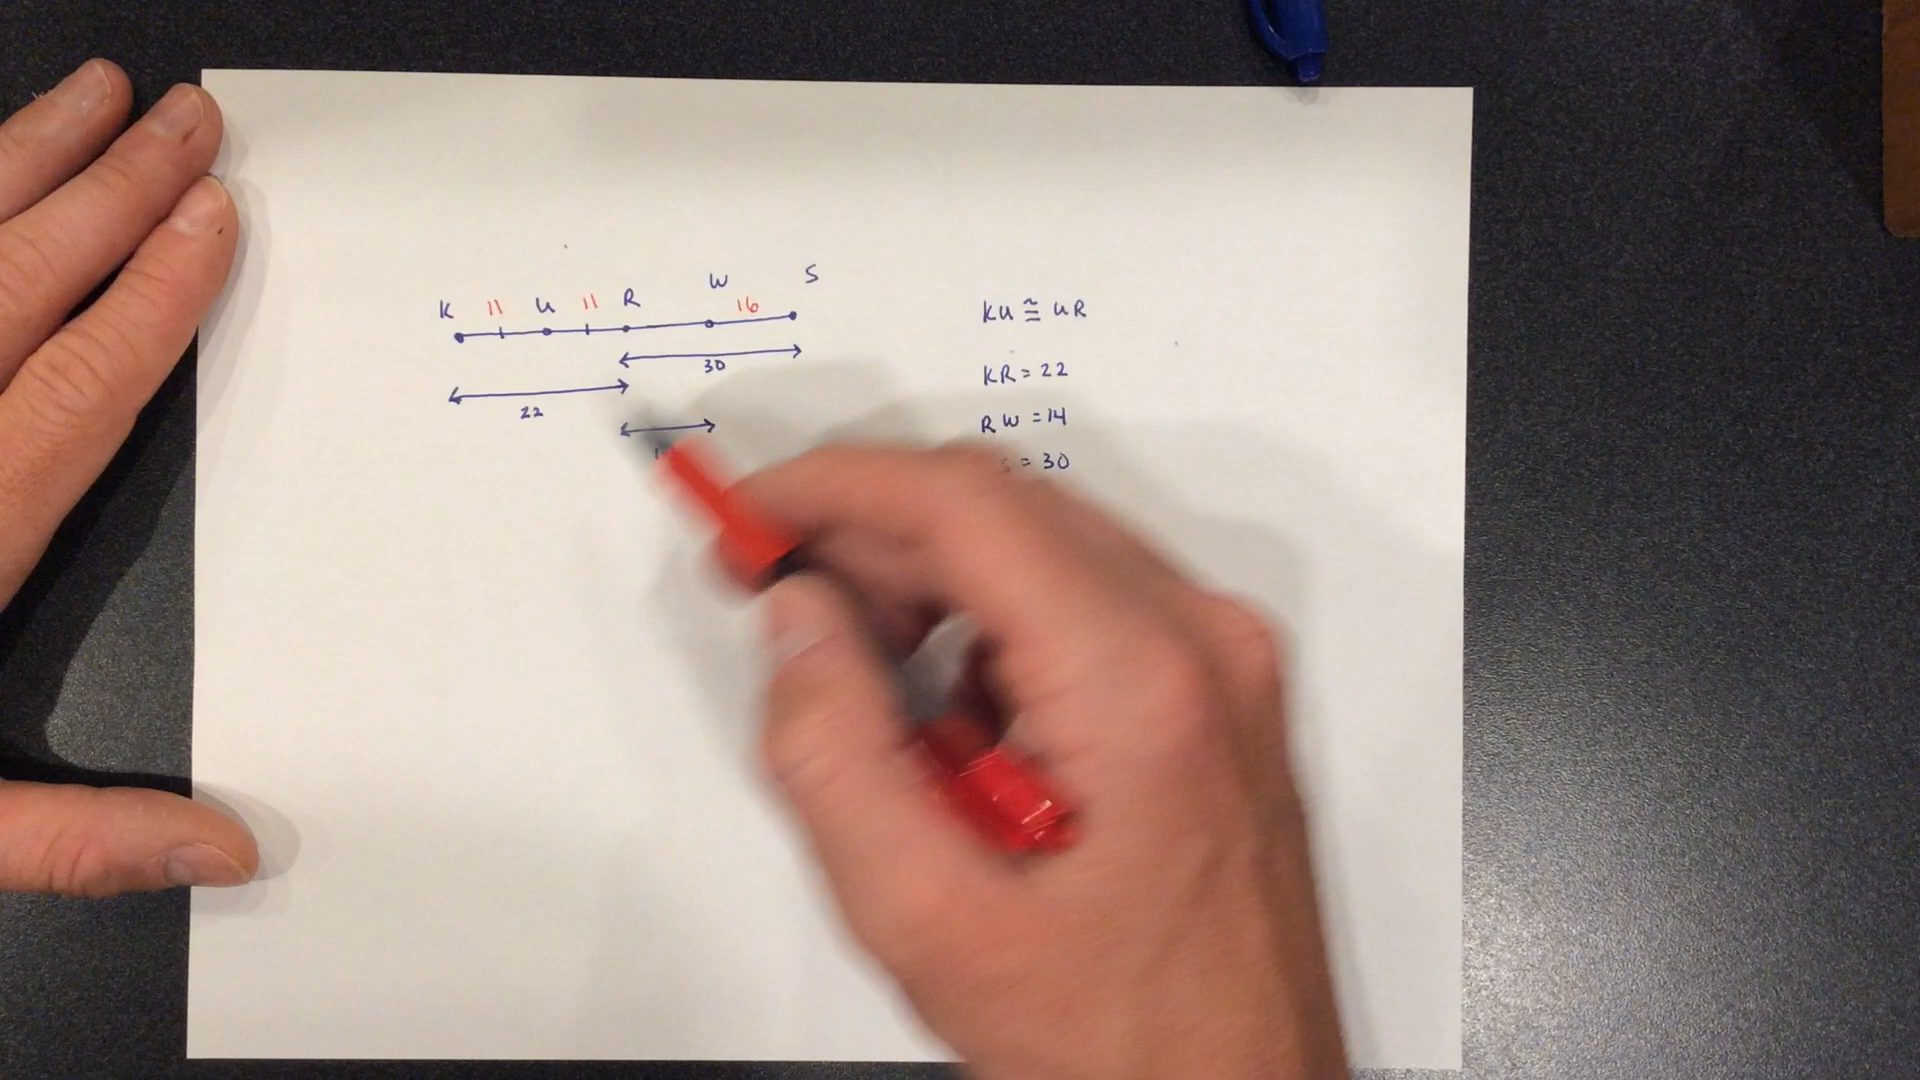 K 11 U 11 R W 16 S
30
22
KU ≅ UR
KR = 22
RW = 14
S = 30